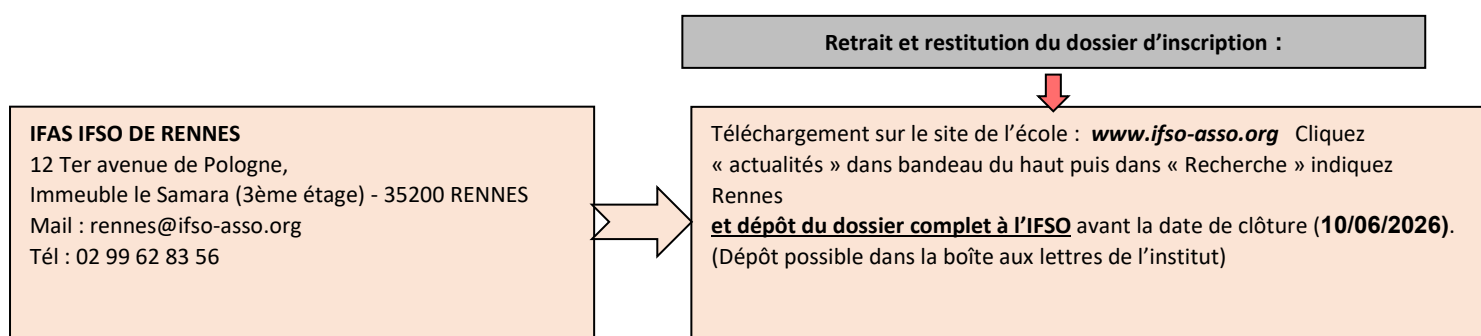 Retrait et restitution du dossier d’inscription :
IFAS IFSO DE RENNES
12 Ter avenue de Pologne,
Immeuble le Samara (3ème étage) - 35200 RENNES
Mail : rennes@ifso-asso.org
Tél : 02 99 62 83 56
Téléchargement sur le site de l’école : www.ifso-asso.org Cliquez
« actualités » dans bandeau du haut puis dans « Recherche » indiquez
Rennes
et dépôt du dossier complet à l’IFSO avant la date de clôture (10/06/2026).
(Dépôt possible dans la boîte aux lettres de l’institut)